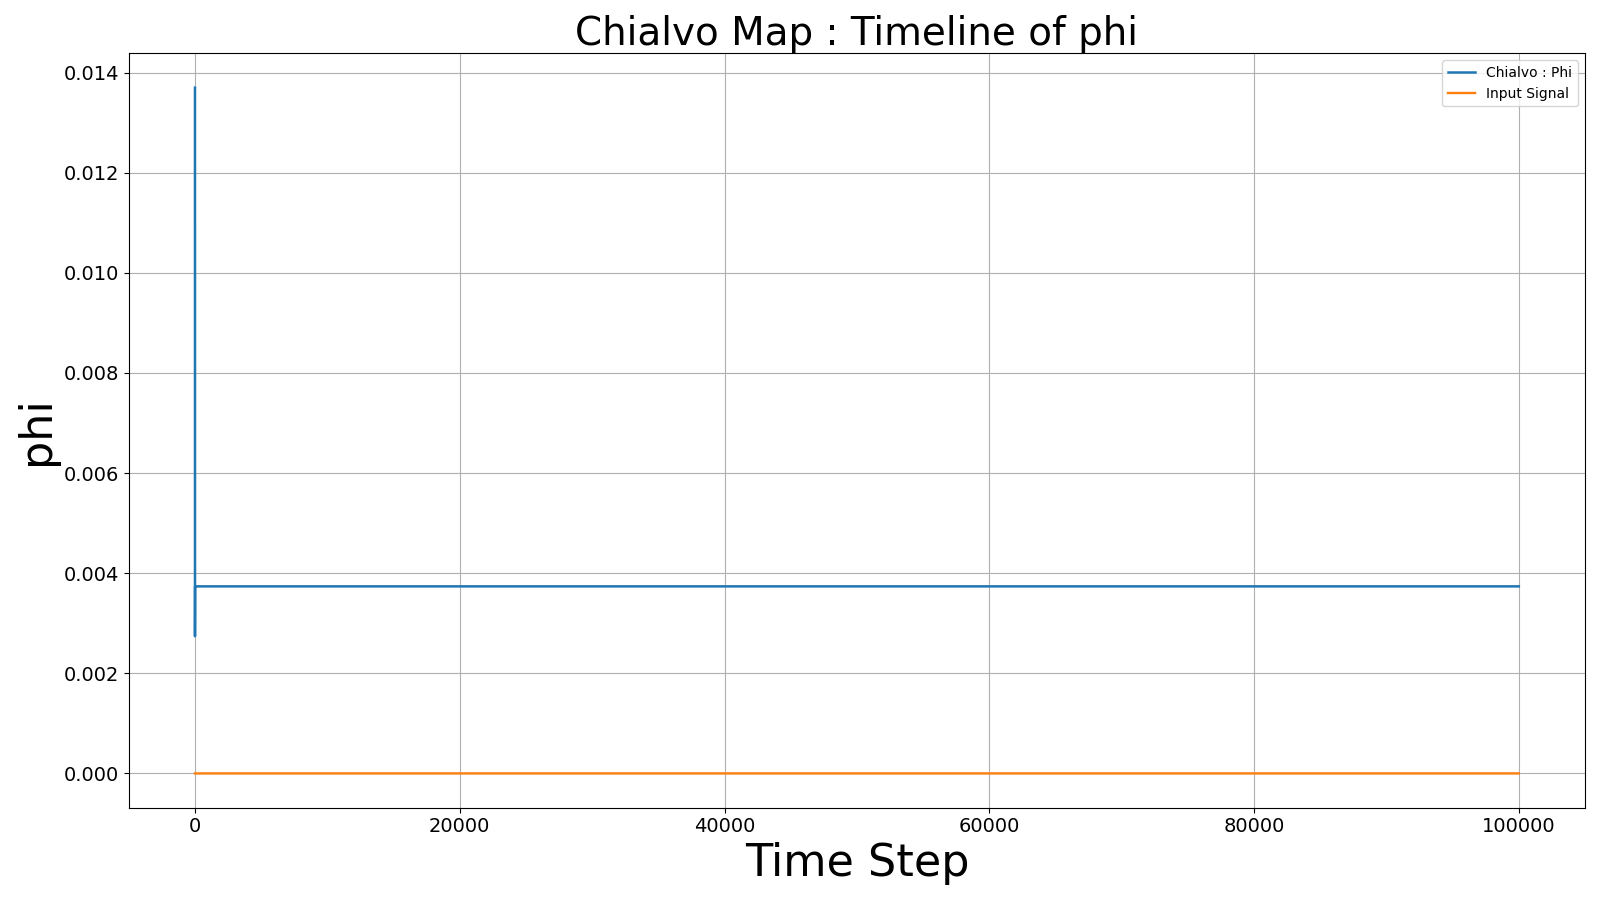 Chialvo Map : Timeline of phi
Chialvo : Phi
Input Signal
0.014
0.012
0.010
0.008
0.006
0.004
0.002
0.000
phi
0 20000 40000 60000 80000 100000
Time Step